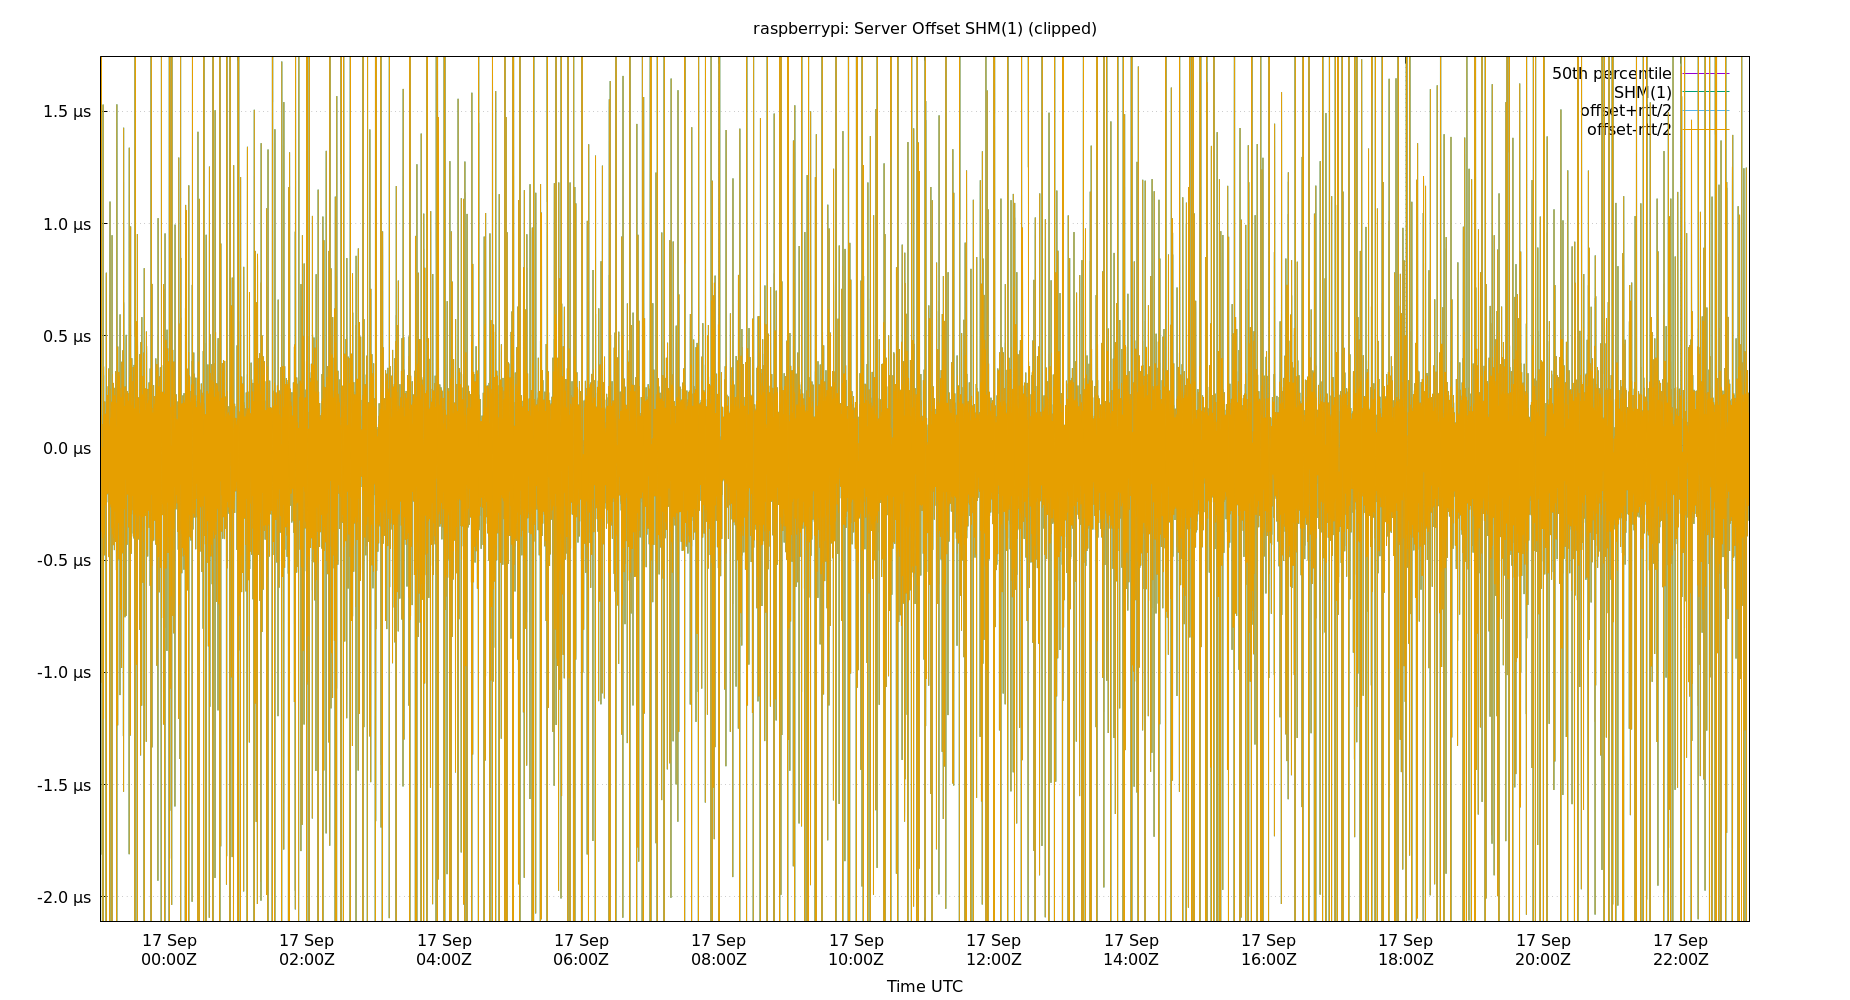 raspberrypi: Server Offset SHM(1) (clipped)
50th percentile
SHM(1)
offset+rtt/2
offset-rtt/2
1.5 µs
1.0 µs
0.5 µs
0.0 µs
-0.5 µs
-1.0 µs
-1.5 µs
-2.0 µs
17 Sep 17 Sep 17 Sep 17 Sep 17 Sep 17 Sep 17 Sep 17 Sep 17 Sep 17 Sep 17 Sep 17 Sep
00:00Z 02:00Z 04:00Z 06:00Z 08:00Z 10:00Z 12:00Z 14:00Z 16:00Z 18:00Z 20:00Z 22:00Z
Time UTC